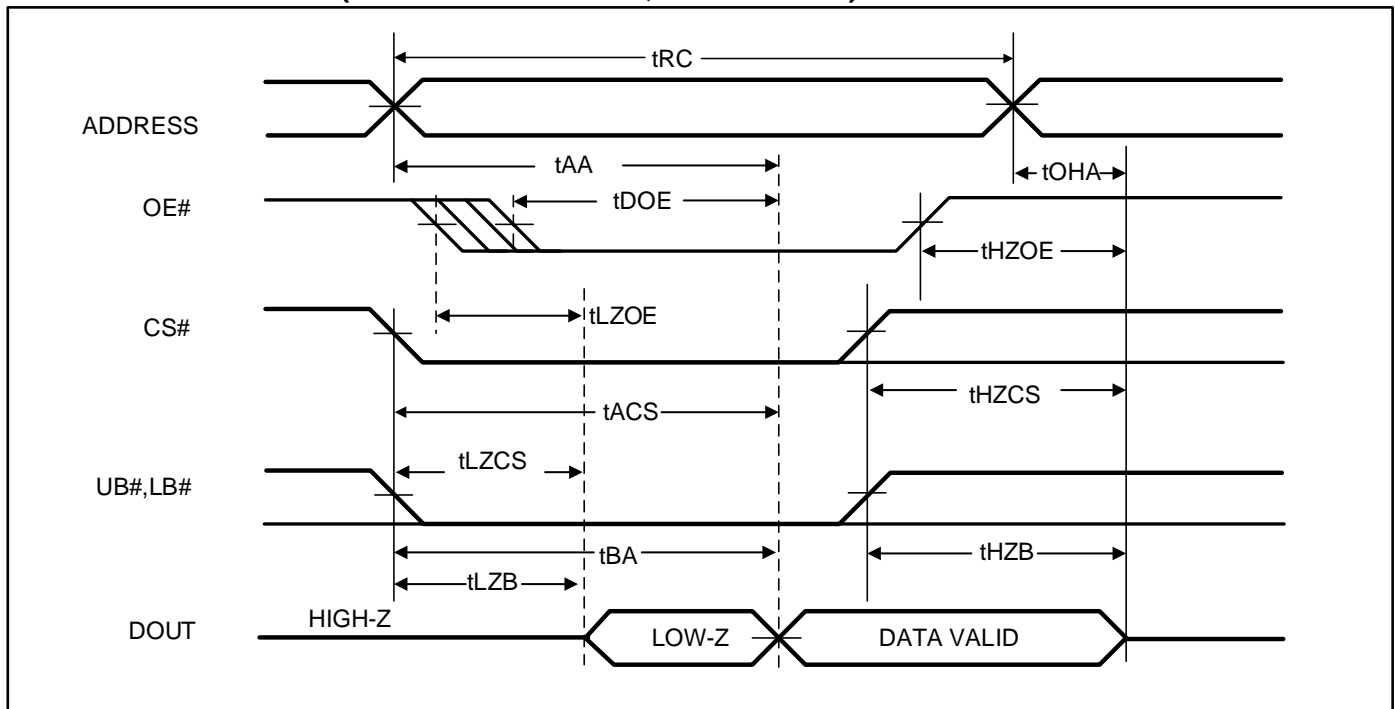 tRC
ADDRESS
tAA
tOHA
OE#
tDOE
tHZOE
CS#
tLZOE
tHZCS
tACS
tLZCS
UB#,LB#
tBA
tHZB
tLZB
HIGH-Z
DOUT
LOW-Z
DATA VALID